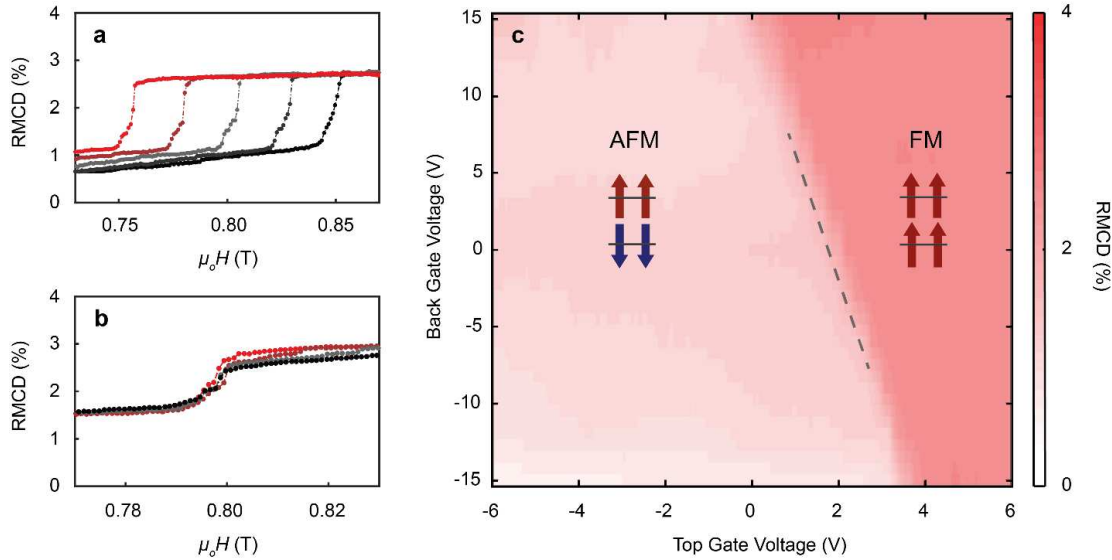 a
RMCD (%)
4
3
2
1
0
0.75
0.80
0.85
μ₀H (T)
b
RMCD (%)
4
3
2
1
0
0.78
0.80
0.82
μ₀H (T)
c
Back Gate Voltage (V)
15
10
5
0
-5
-10
-15
AFM
FM
-6
-4
-2
0
2
4
6
Top Gate Voltage (V)
4
2
0
RMCD (%)